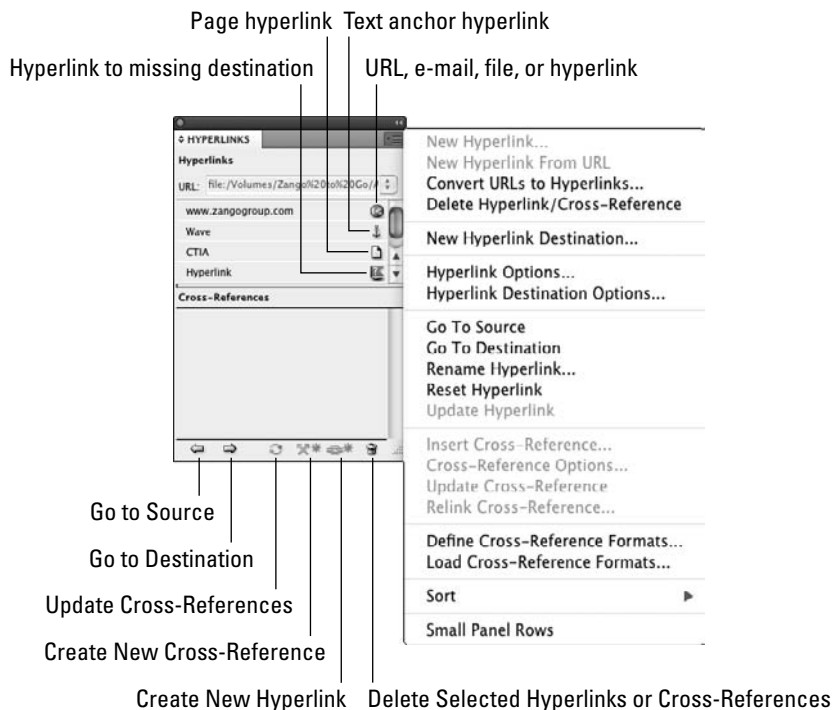 Page hyperlink Text anchor hyperlink
Hyperlink to missing destination URL, e-mail, file, or hyperlink
HYPERLINKS
Hyperlinks
URL: file:/Volumes/Zango%20to%20Go/
www.zangogroup.com
Wave
CTIA
Hyperlink
Cross-References
New Hyperlink...
New Hyperlink From URL
Convert URLs to Hyperlinks...
Delete Hyperlink/Cross-Reference
New Hyperlink Destination...
Hyperlink Options...
Hyperlink Destination Options...
Go To Source
Go To Destination
Rename Hyperlink...
Reset Hyperlink
Update Hyperlink
Insert Cross-Reference...
Cross-Reference Options...
Update Cross-Reference
Relink Cross-Reference...
Define Cross-Reference Formats...
Load Cross-Reference Formats...
Sort
Small Panel Rows
Go to Source
Go to Destination
Update Cross-References
Create New Cross-Reference
Create New Hyperlink Delete Selected Hyperlinks or Cross-References